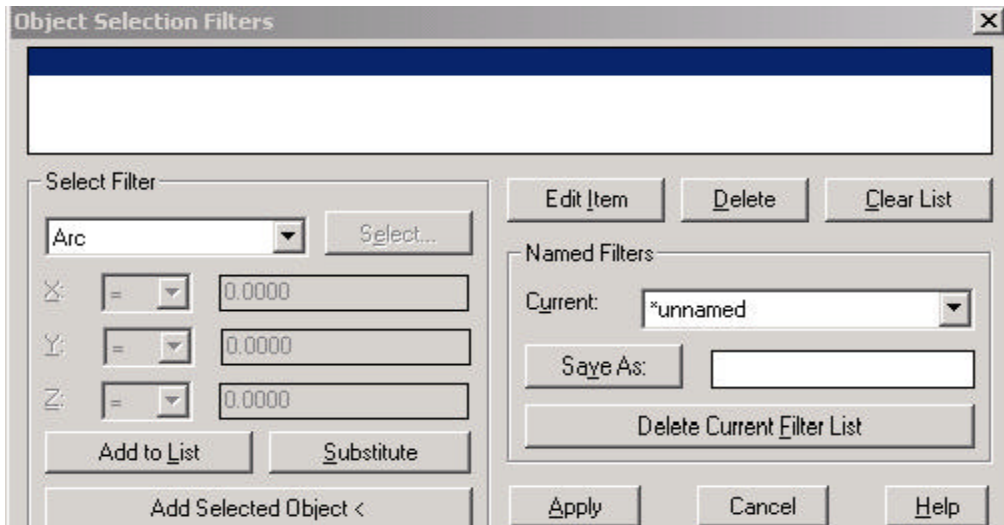 Object Selection Filters
Select Filter
Arc
Select...
X: = 0.0000
Y: = 0.0000
Z: = 0.0000
Add to List
Substitute
Add Selected Object <
Edit Item
Delete
Clear List
Named Filters
Current: *unnamed
Save As:
Delete Current Filter List
Apply
Cancel
Help